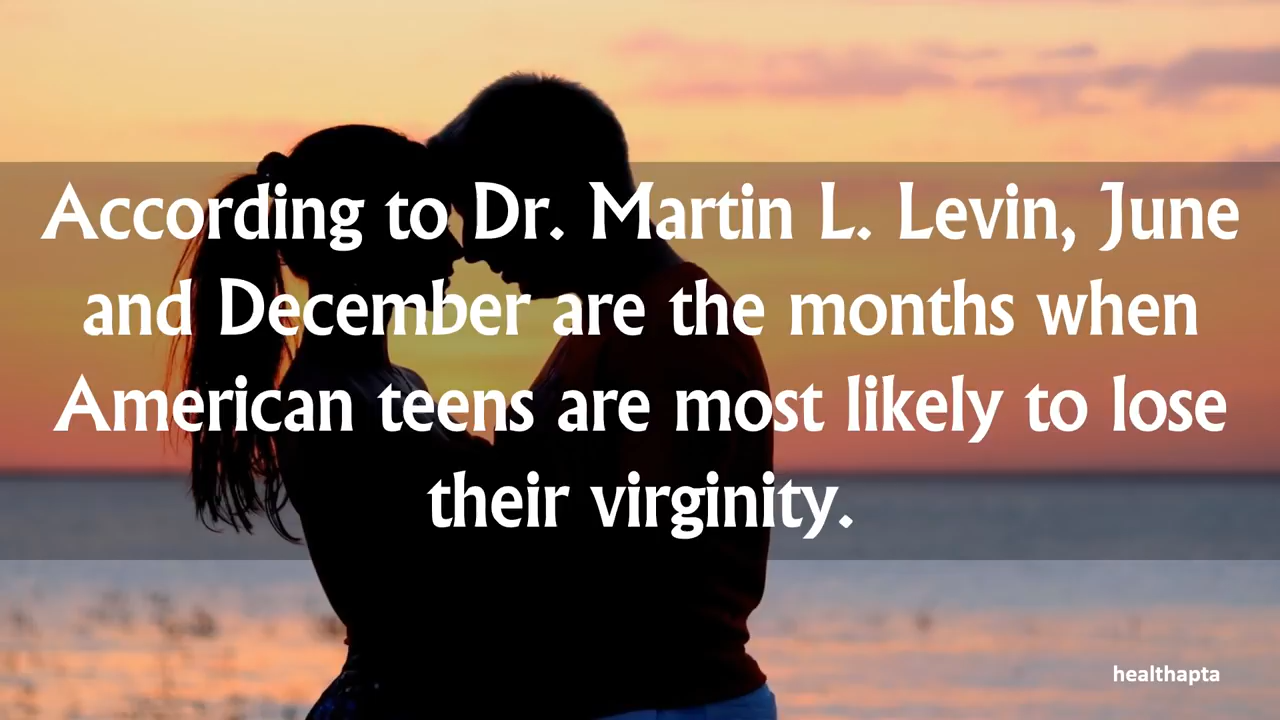 According to Dr. Martin L. Levin, June
and December are the months when
American teens are most likely to lose
their virginity.
healthapta